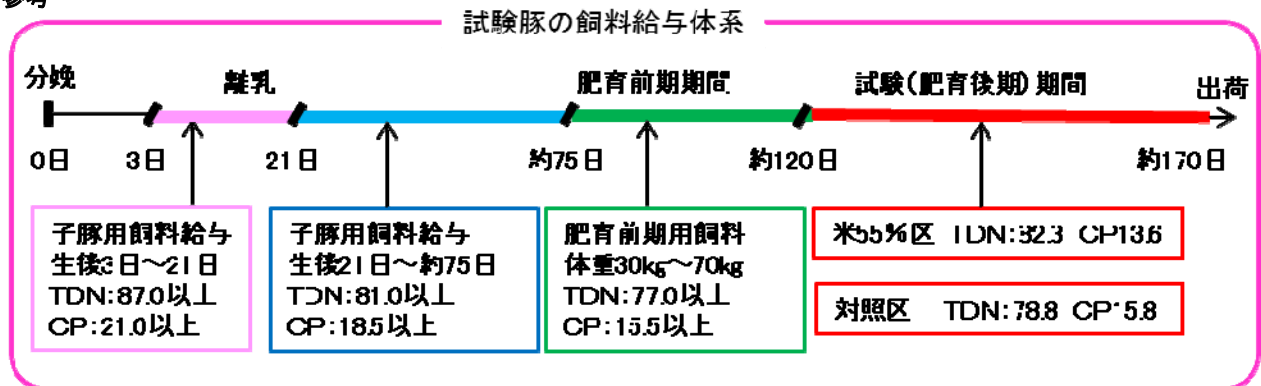 参考
試験豚の飼料給与体系
分娩 離乳 肥育前期期間 試験(肥育後期)期間 出荷
0日 3日 21日 約75日 約120日 約170日
子豚用飼料給与
生後3日～21日
TDN:87.0以上
CP:21.0以上
子豚用飼料給与
生後21日～約75日
TDN:81.0以上
CP:18.5以上
肥育前期用飼料
体重30kg～70kg
TDN:77.0以上
CP:15.5以上
米55%区 TDN:82.3 CP13.6
対照区 TDN:78.8 CP15.8